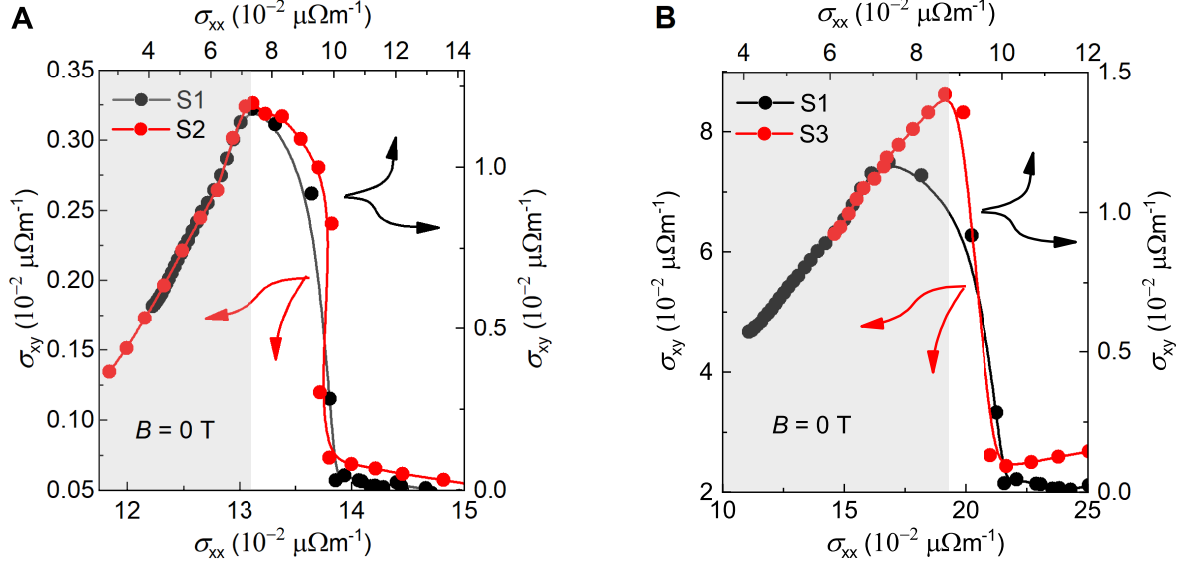 A
σxx (10−2 μΩm-1)
4 6 8 10 12 14
0.35
0.30
0.25
0.20
0.15
0.10
0.05
σxy (10−2 μΩm-1)
S1
S2
B = 0 T
1.0
0.5
0.0
σxy (10−2 μΩm-1)
12 13 14 15
σxx (10−2 μΩm-1)
B
σxx (10−2 μΩm-1)
4 6 8 10 12
8
6
4
2
σxy (10−2 μΩm-1)
S1
S3
B = 0 T
1.5
1.0
0.5
0.0
σxy (10−2 μΩm-1)
10 15 20 25
σxx (10−2 μΩm-1)